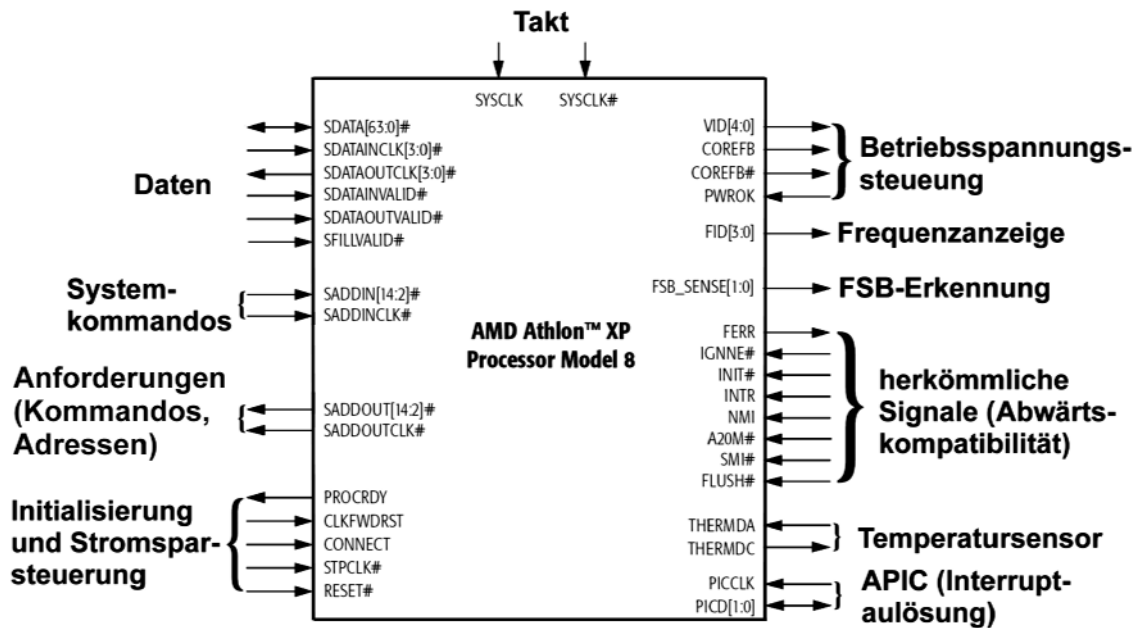 Takt
SYSCLK SYSCLK#
Daten
SDATA[63:0]#
SDATAINCLK[3:0]#
SDATAOUTCLK[3:0]#
SDATAINVALID#
SDATAOUTVALID#
SFILLVALID#
System-
kommandos
SADDIN[14:2]#
SADDINCLK#
Anforderungen
(Kommandos,
Adressen)
SADDOUT[14:2]#
SADDOUTCLK#
Initialisierung
und Stromspar-
steuerung
PROCRDY
CLKFWDRST
CONNECT
STPCLK#
RESET#
AMD Athlon™ XP
Processor Model 8
VID[4:0]
COREFB
COREFB#
PWROK
Betriebsspannungs-
steueung
FID[3:0]
Frequenzanzeige
FSB_SENSE[1:0]
FSB-Erkennung
FERR
IGNNE#
INIT#
INTR
NMI
A20M#
SMI#
FLUSH#
herkömmliche
Signale (Abwärts-
kompatibilität)
THERMDA
THERMDC
Temperatursensor
PICCLK
PICD[1:0]
APIC (Interrupt-
aulösung)